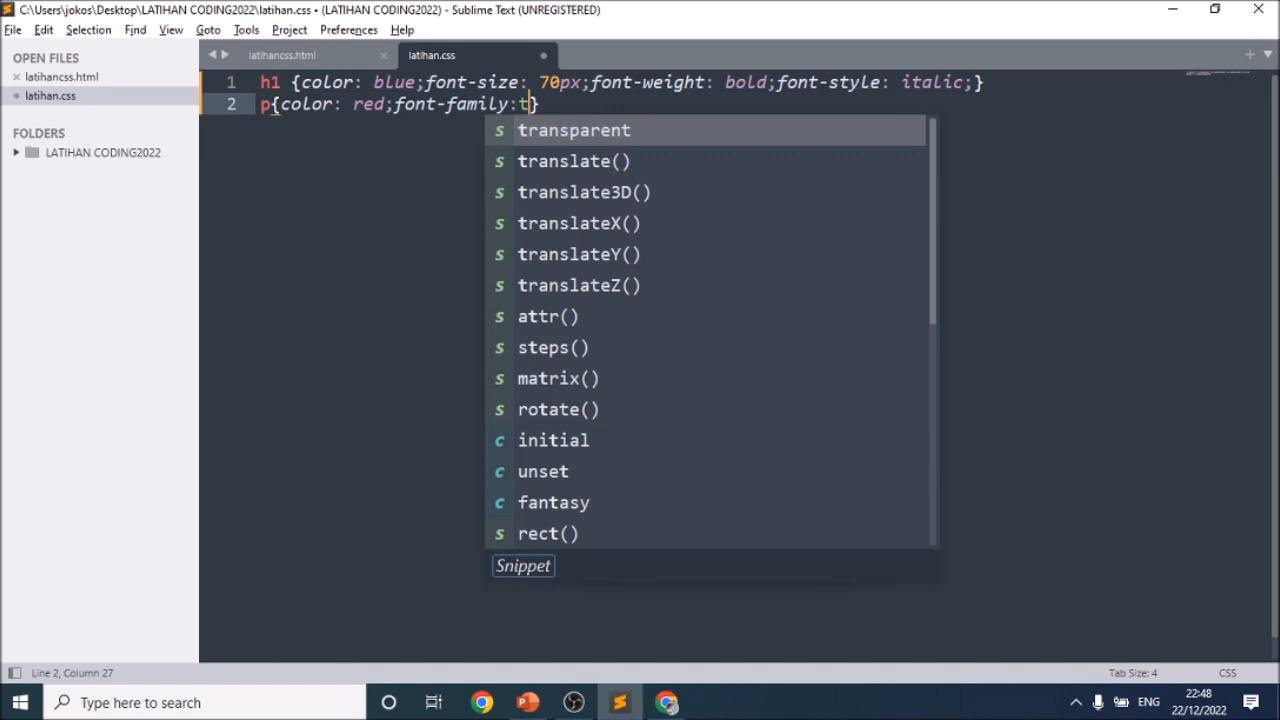 C:\Users\jokos\Desktop\LATIHAN CODING2022\latihan.css • (LATIHAN CODING2022) - Sublime Text (UNREGISTERED)
File Edit Selection Find View Goto Tools Project Preferences Help
OPEN FILES
latihancss.html
latihan.css
FOLDERS
LATIHAN CODING2022
latihancss.html
latihan.css
1 h1 {color: blue;font-size: 70px;font-weight: bold;font-style: italic;}
2 p{color: red;font-family:t}
s transparent
s translate()
s translate3D()
s translateX()
s translateY()
s translateZ()
s attr()
s steps()
s matrix()
s rotate()
c initial
c unset
c fantasy
s rect()
Snippet
Line 2, Column 27
Tab Size: 4
CSS
Type here to search
ENG
22:48
22/12/2022